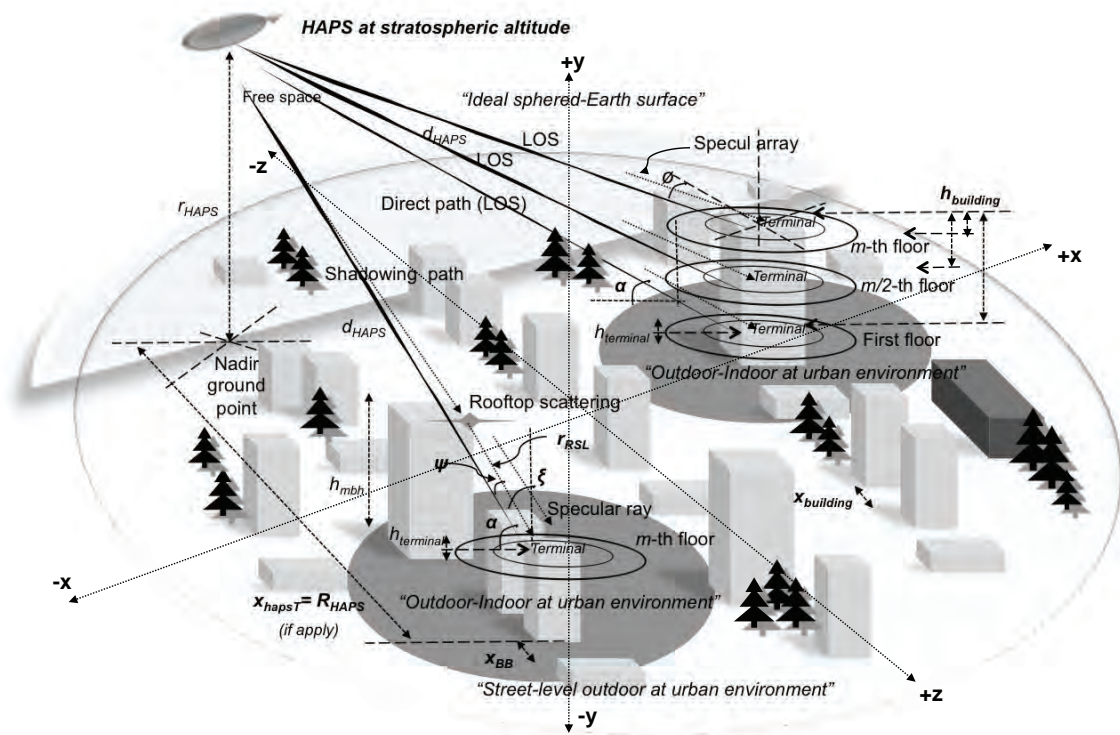 HAPS at stratospheric altitude
+y
Free space
"Ideal sphered-Earth surface"
d_HAPS
LOS
Specul array
-z
LOS
ø
r_HAPS
Direct path (LOS)
h_building
Terminal
m-th floor
+x
Shadowing path
Terminal
m/2-th floor
α
d_HAPS
h_terminal
Terminal
First floor
Nadir
ground
point
"Outdoor-Indoor at urban environment"
Rooftop scattering
r_RSL
ψ
h_mbh
ξ
x_building
Specular ray
α
h_terminal
m-th floor
Terminal
-x
x_hapsT= R_HAPS
(if apply)
"Outdoor-Indoor at urban environment"
x_BB
"Street-level outdoor at urban environment"
+z
-y